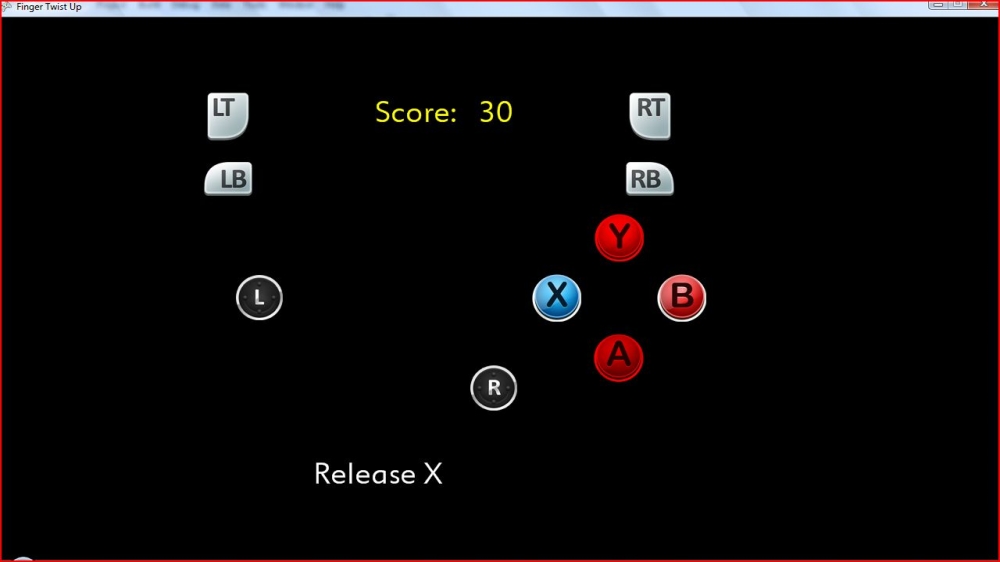 Finger Twist Up
LT
Score: 30
RT
LB
RB
Y
L
X
B
A
R
Release X